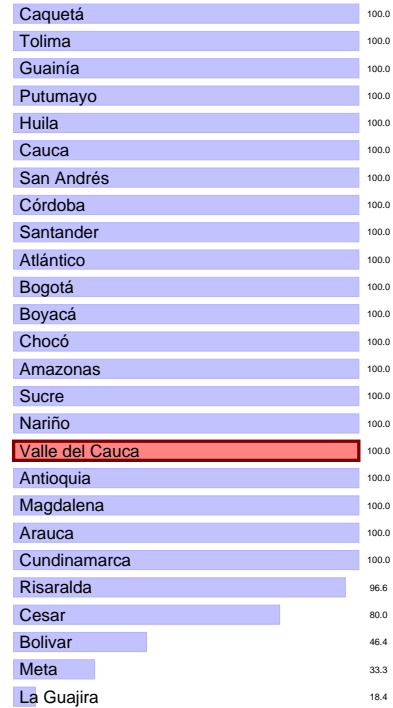 Caquetá 100.0
Tolima 100.0
Guainía 100.0
Putumayo 100.0
Huila 100.0
Cauca 100.0
San Andrés 100.0
Córdoba 100.0
Santander 100.0
Atlántico 100.0
Bogotá 100.0
Boyacá 100.0
Chocó 100.0
Amazonas 100.0
Sucre 100.0
Nariño 100.0
Valle del Cauca 100.0
Antioquia 100.0
Magdalena 100.0
Arauca 100.0
Cundinamarca 100.0
Risaralda 96.6
Cesar 80.0
Bolivar 46.4
Meta 33.3
La Guajira 18.4